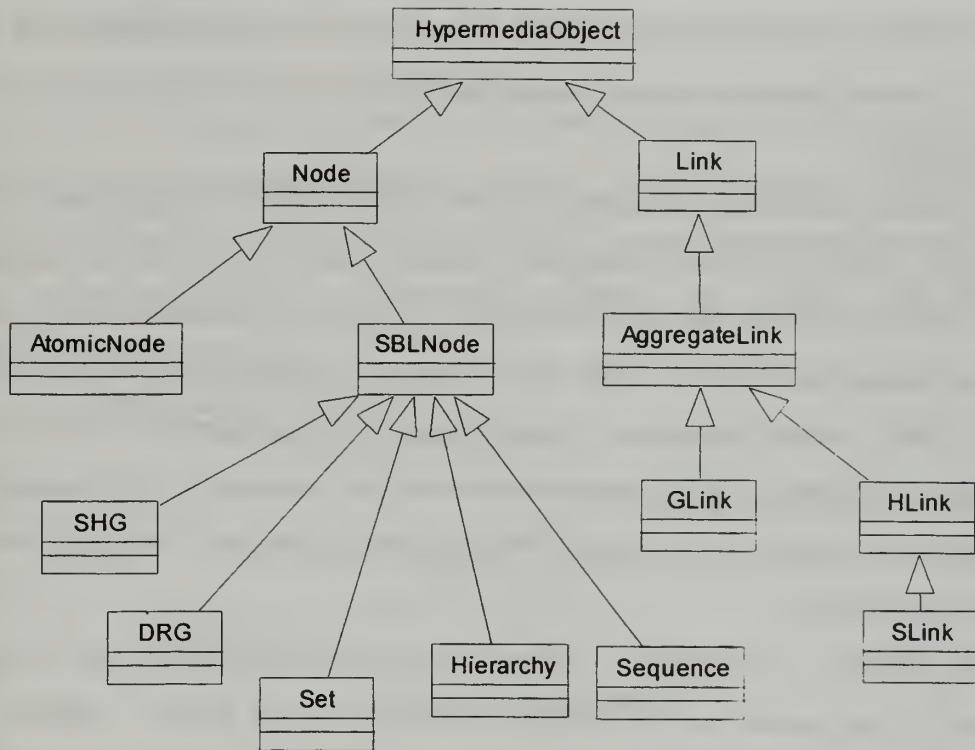 HypermediaObject
Node
Link
AtomicNode
SBLNode
AggregateLink
SHG
GLink
HLink
DRG
SLink
Hierarchy
Sequence
Set